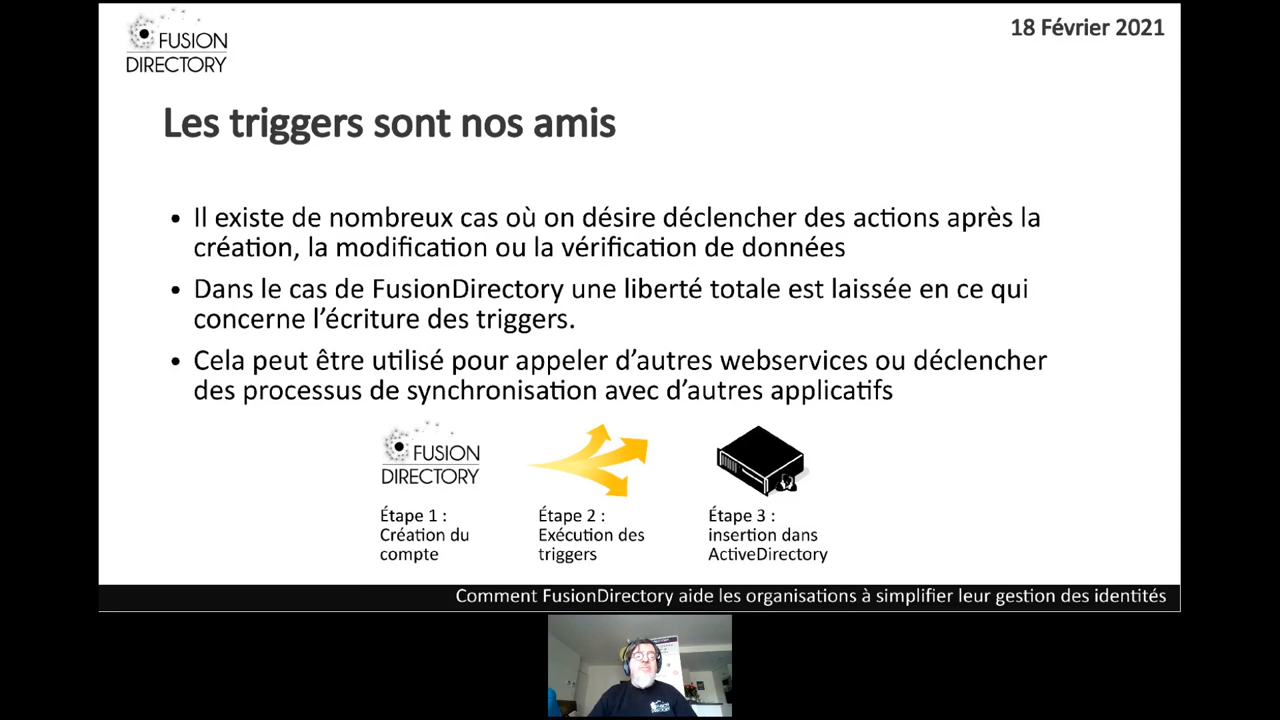 FUSION
DIRECTORY
18 Février 2021
Les triggers sont nos amis
• Il existe de nombreux cas où on désire déclencher des actions après la
création, la modification ou la vérification de données
• Dans le cas de FusionDirectory une liberté totale est laissée en ce qui
concerne l’écriture des triggers.
• Cela peut être utilisé pour appeler d’autres webservices ou déclencher
des processus de synchronisation avec d’autres applicatifs
FUSION
DIRECTORY
Étape 1 :
Création du
compte
Étape 2 :
Exécution des
triggers
Étape 3 :
insertion dans
ActiveDirectory
Comment FusionDirectory aide les organisations à simplifier leur gestion des identités